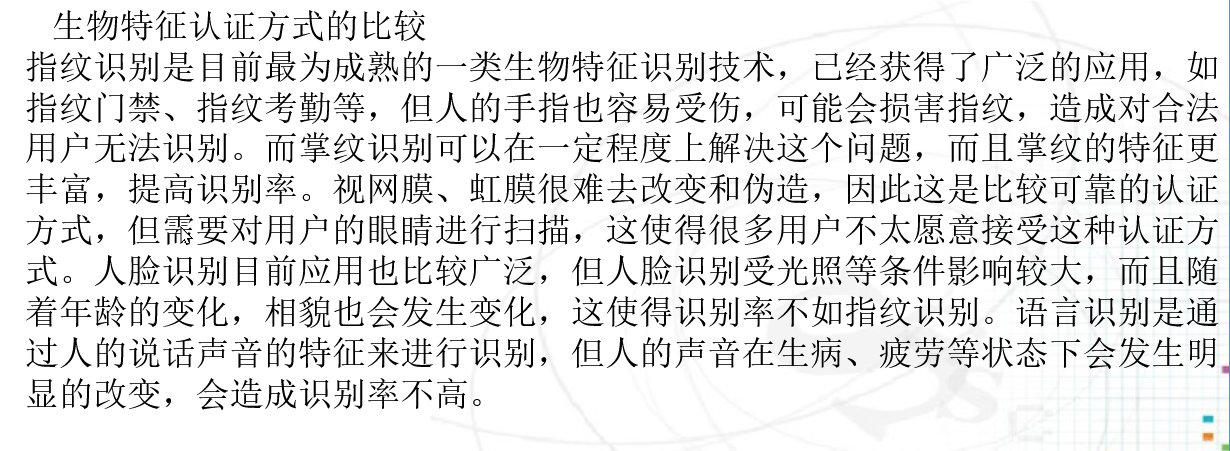 生物特征认证方式的比较
指纹识别是目前最为成熟的一类生物特征识别技术，已经获得了广泛的应用，如
指纹门禁、指纹考勤等，但人的手指也容易受伤，可能会损害指纹，造成对合法
用户无法识别。而掌纹识别可以在一定程度上解决这个问题，而且掌纹的特征更
丰富，提高识别率。视网膜、虹膜很难去改变和伪造，因此这是比较可靠的认证
方式，但需要对用户的眼睛进行扫描，这使得很多用户不太愿意接受这种认证方
式。人脸识别目前应用也比较广泛，但人脸识别受光照等条件影响较大，而且随
着年龄的变化，相貌也会发生变化，这使得识别率不如指纹识别。语言识别是通
过人的说话声音的特征来进行识别，但人的声音在生病、疲劳等状态下会发生明
显的改变，会造成识别率不高。